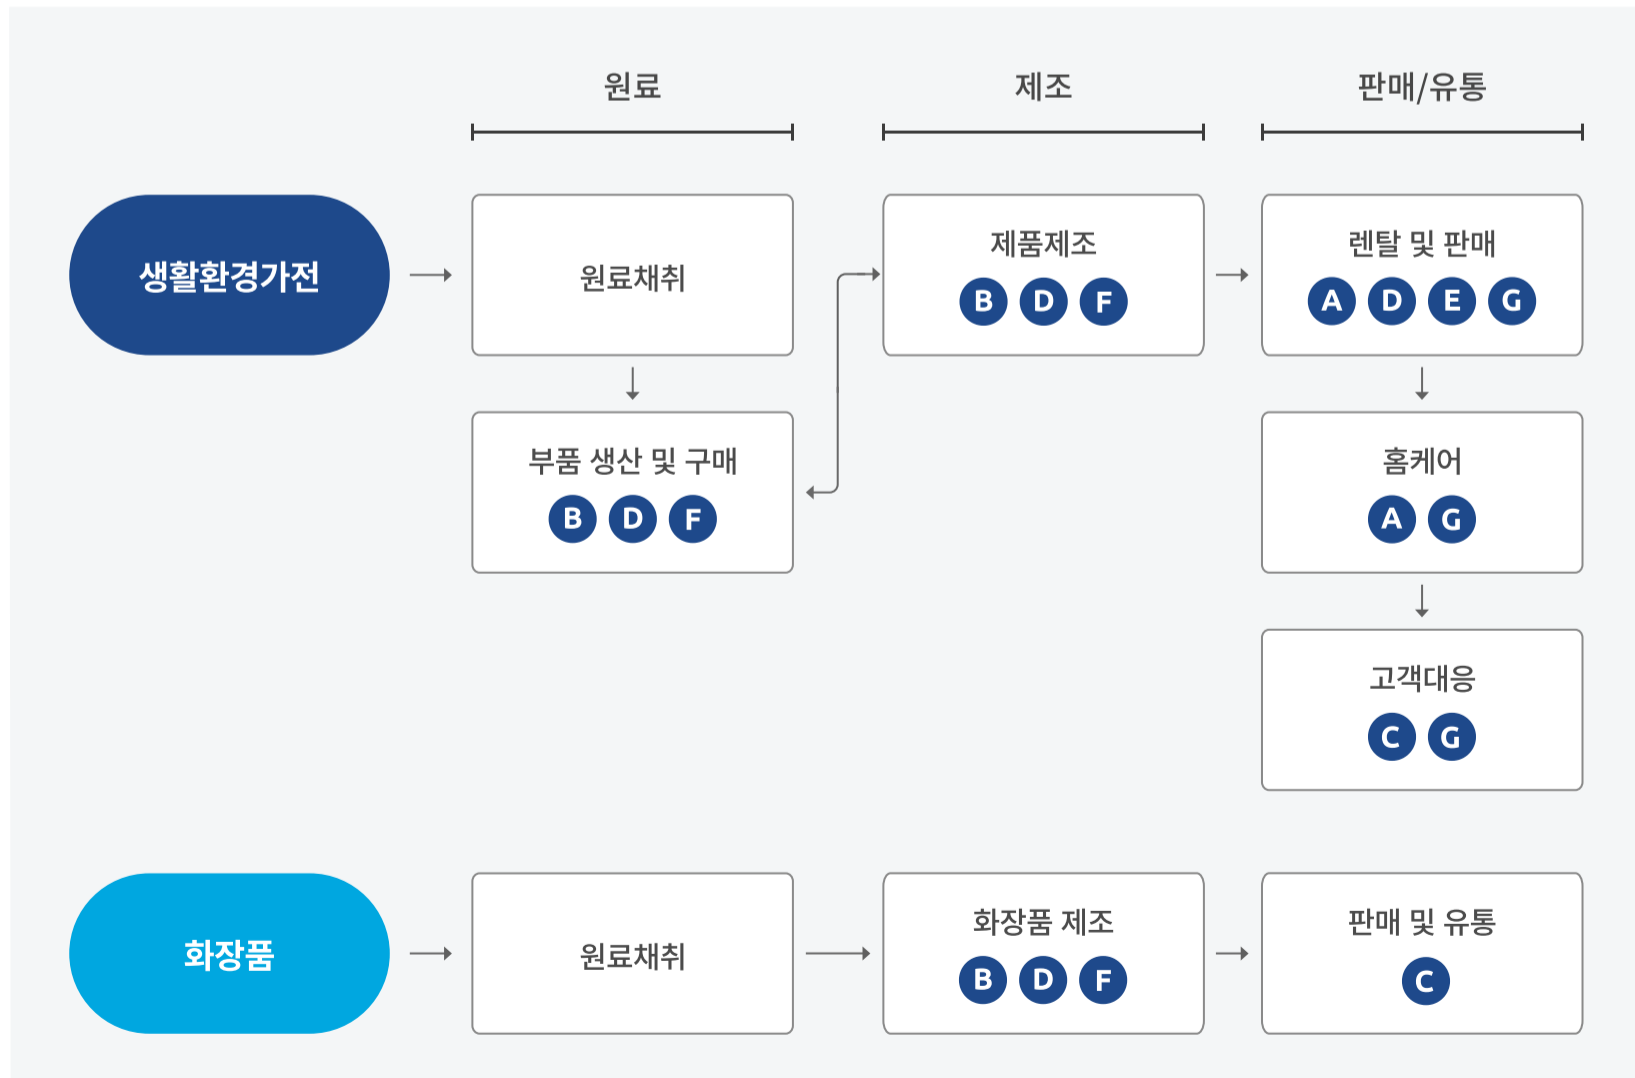 원료
제조
판매/유통
생활환경가전
원료채취
제품제조
B D F
렌탈 및 판매
A D E G
부품 생산 및 구매
B D F
홈케어
A G
고객대응
C G
화장품
원료채취
화장품 제조
B D F
판매 및 유통
C